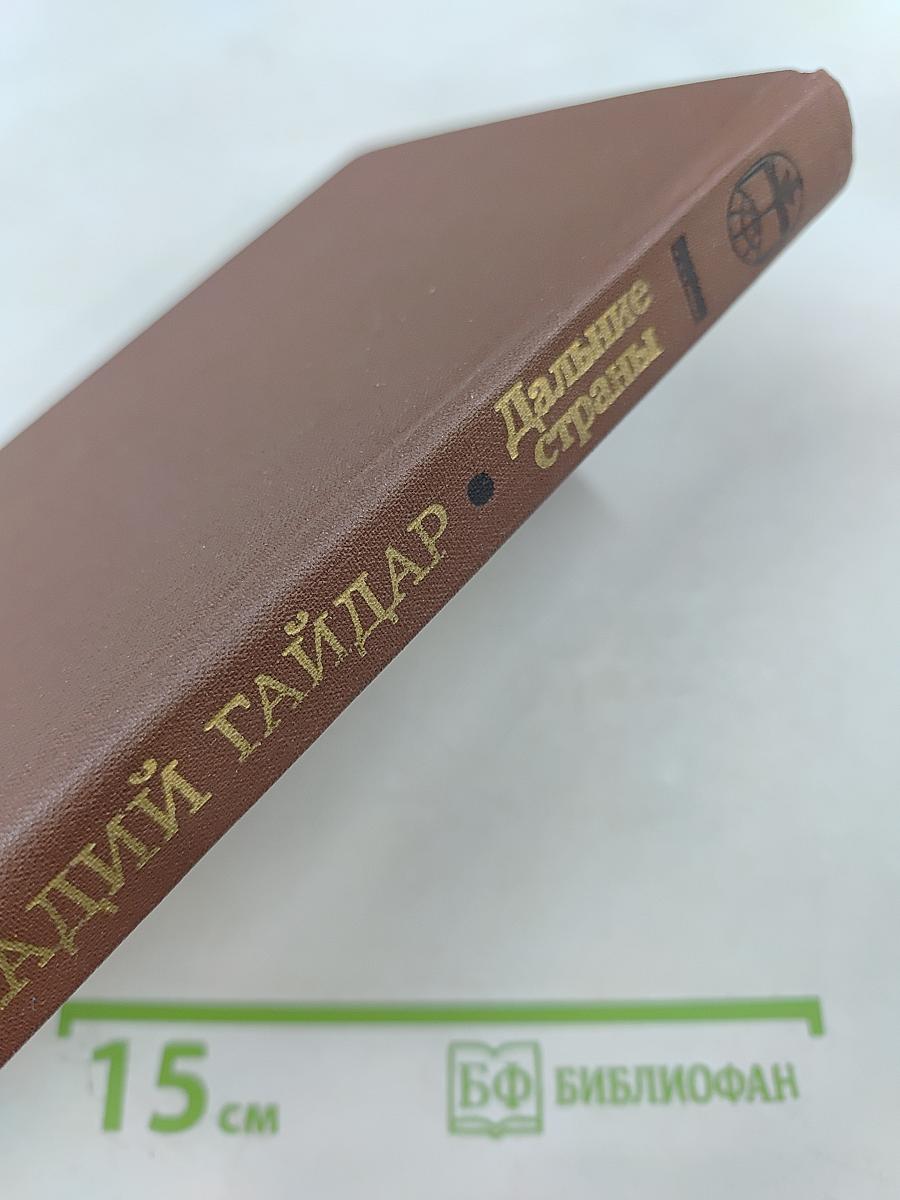 АДИЙ ГАЙДАР • Дальние
страны
15 см
БФ БИБЛИОФАН